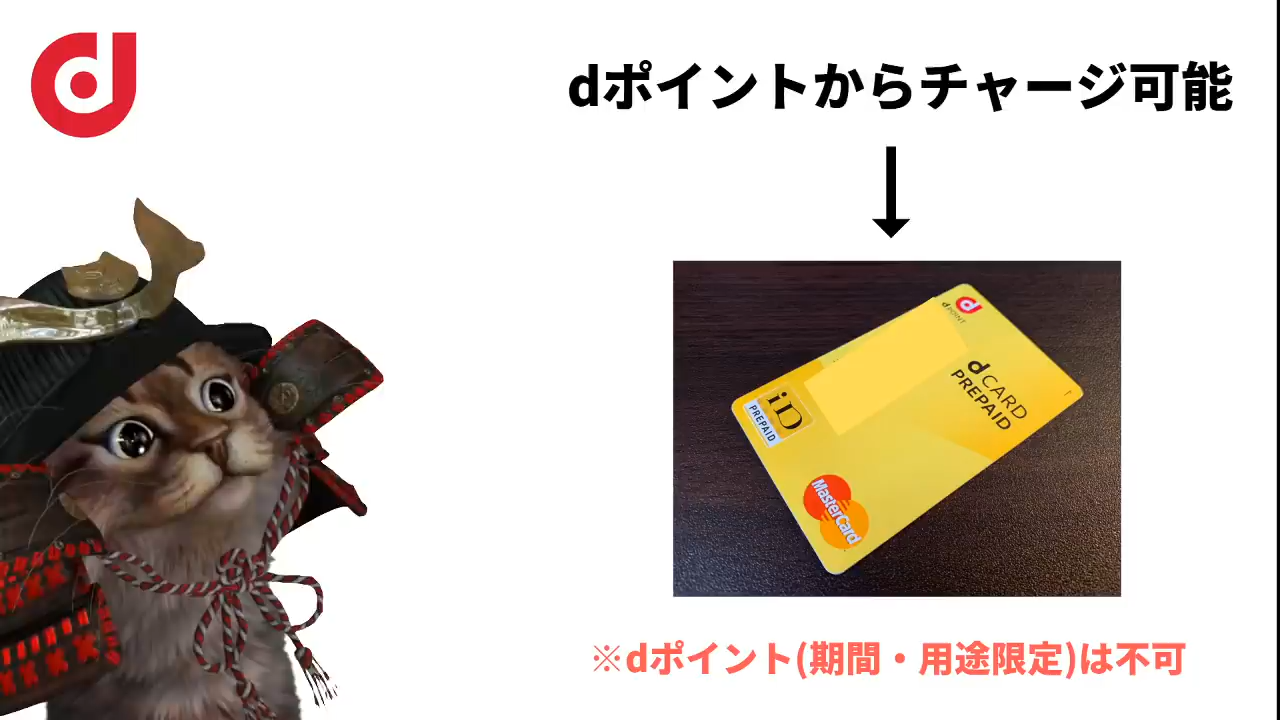 dポイントからチャージ可能
d POINT
d CARD
PREPAID
iD
PREPAID
MasterCard
※dポイント(期間・用途限定)は不可